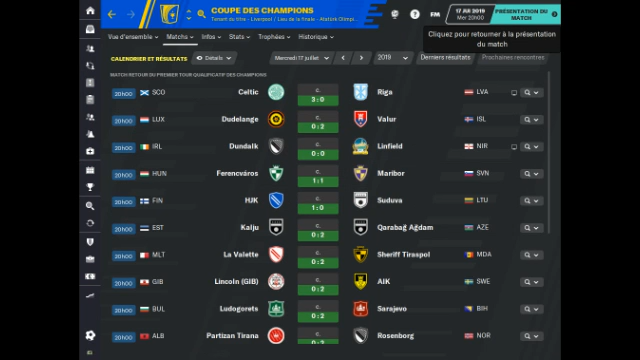 COUPE DES CHAMPIONS
Tenant du titre - Liverpool / Lieu de la finale - Atatürk Olimpi...
FM
17 JUIL 2019
Mer 20h00
PRÉSENTATION DU MATCH
Cliquez pour retourner à la présentation du match
Vue d'ensemble Matchs Infos Stats Trophées Historique
CALENDRIER ET RÉSULTATS Détails Mercredi 17 juillet 2019 Derniers résultats Prochaines rencontres
MATCH RETOUR DU PREMIER TOUR QUALIFICATIF DES CHAMPIONS
20H00 SCO Celtic c. 3 : 0 Riga LVA
20H00 LUX Dudelange c. 0 : 2 Valur ISL
20H00 IRL Dundalk c. 0 : 0 Linfield NIR
20H00 HUN Ferencváros c. 1 : 1 Maribor SVN
20H00 FIN HJK c. 1 : 0 Suduva LTU
20H00 EST Kalju c. 0 : 2 Qarabağ Ağdam AZE
20H00 MLT La Valette c. 0 : 2 Sheriff Tiraspol MDA
20H00 GIB Lincoln (GIB) c. 0 : 2 AIK SWE
20H00 BUL Ludogorets c. 0 : 2 Sarajevo BIH
20H00 ALB Partizan Tirana c. 0 : 2 Rosenborg NOR